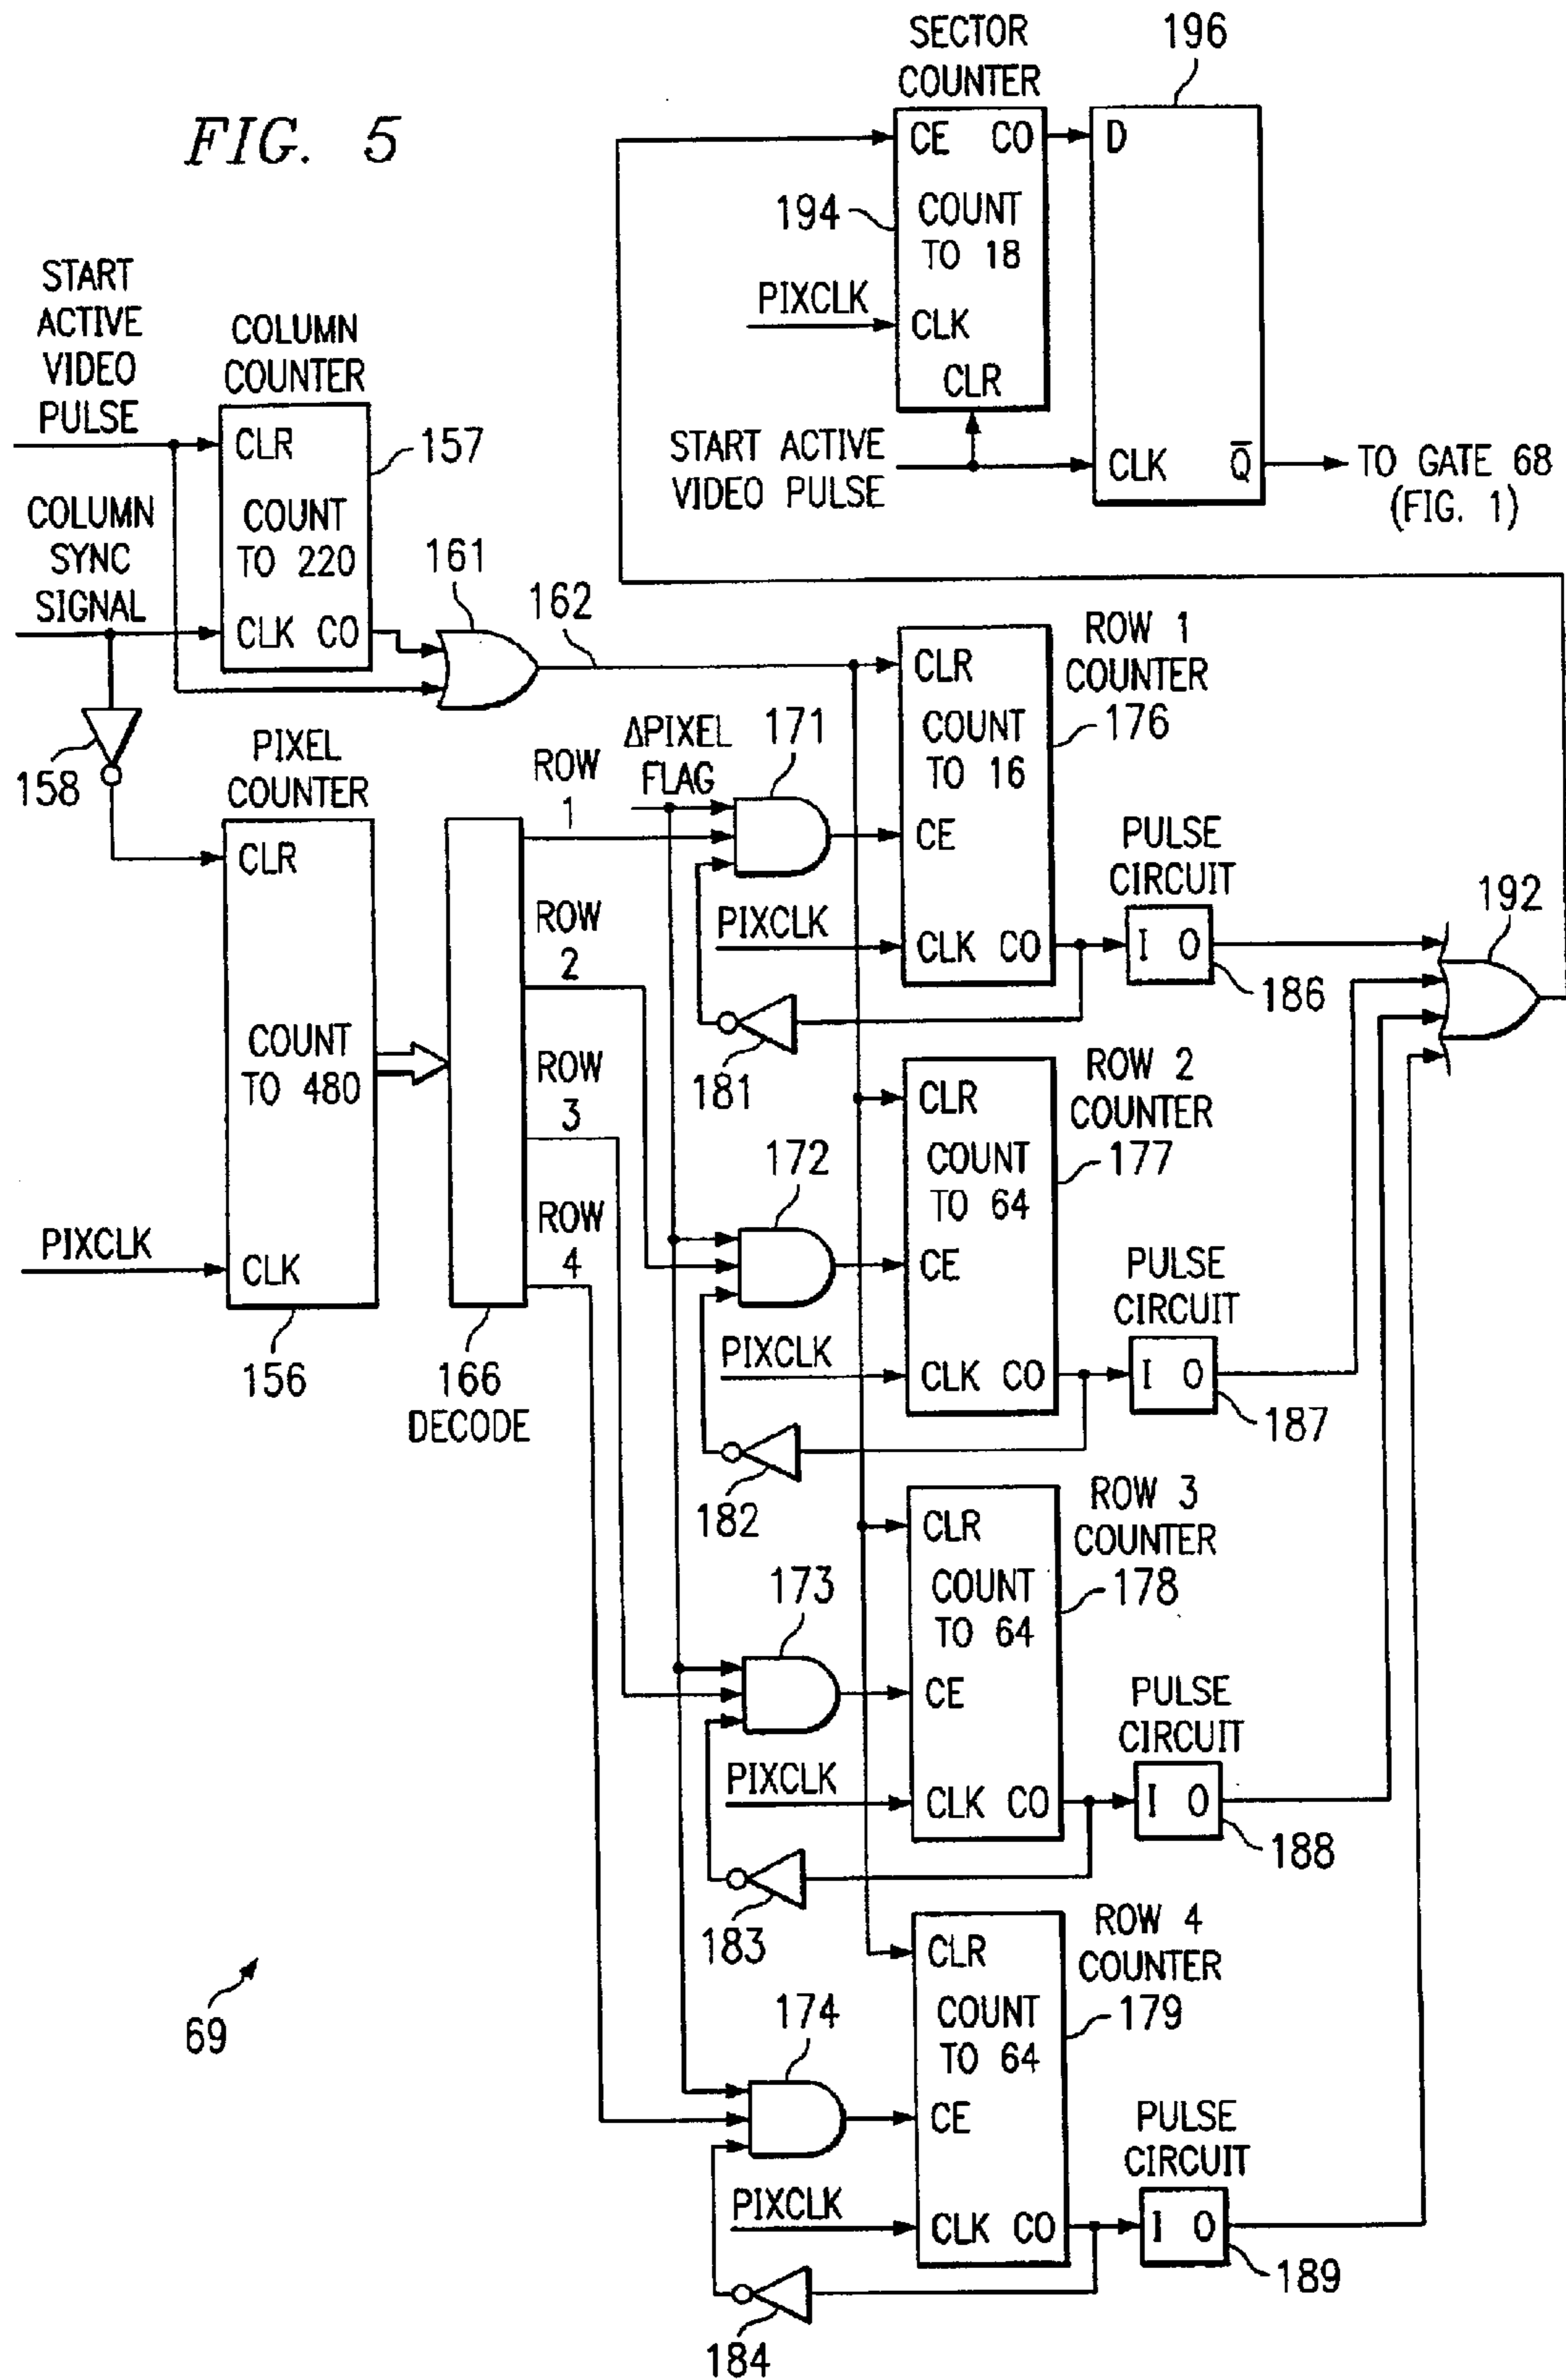 FIG. 5
SECTOR
COUNTER
196
CE CO
D
194
COUNT
TO 18
PIXCLK
CLK
CLR
START ACTIVE
VIDEO PULSE
CLK Q̅
TO GATE 68
(FIG. 1)
START
ACTIVE
VIDEO
PULSE
COLUMN
COUNTER
CLR
157
COUNT
TO 220
COLUMN
SYNC
SIGNAL
CLK CO
161
162
158
PIXEL
COUNTER
CLR
COUNT
TO 480
PIXCLK
CLK
156
166
DECODE
ROW
1
ROW
2
ROW
3
ROW
4
ΔPIXEL
FLAG
171
CLR
ROW 1
COUNTER
COUNT
TO 16
176
CE
PIXCLK
CLK CO
PULSE
CIRCUIT
I O
186
192
181
CLR
ROW 2
COUNTER
COUNT
TO 64
177
172
CE
PIXCLK
CLK CO
PULSE
CIRCUIT
I O
187
182
CLR
ROW 3
COUNTER
COUNT
TO 64
178
173
CE
PIXCLK
CLK CO
PULSE
CIRCUIT
I O
188
183
CLR
ROW 4
COUNTER
COUNT
TO 64
179
174
CE
PIXCLK
CLK CO
PULSE
CIRCUIT
I O
189
184
69